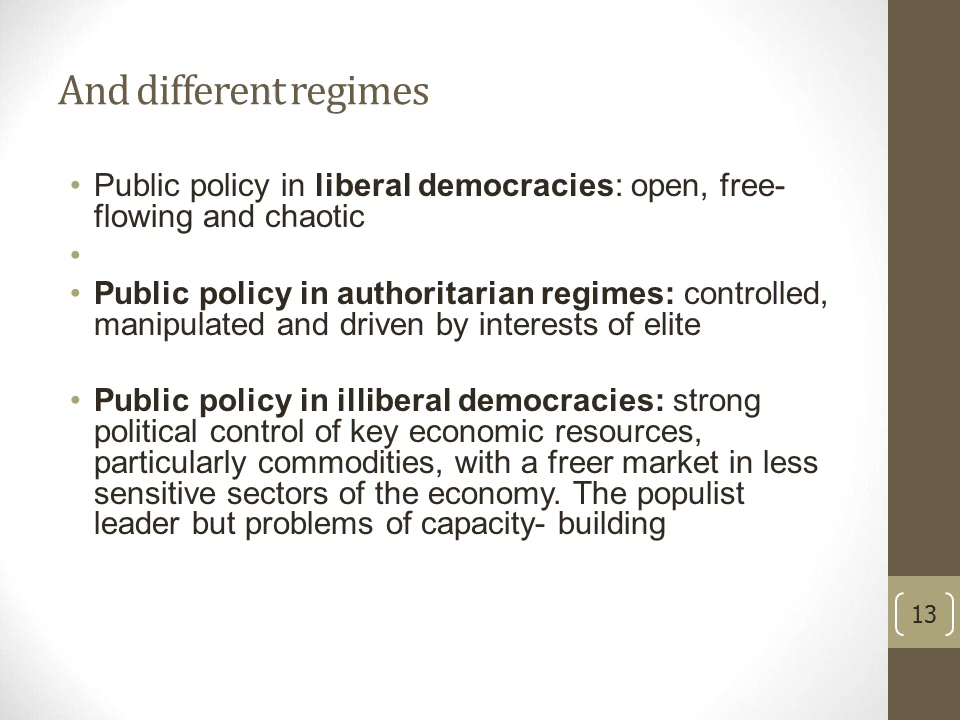 And different regimes
• Public policy in liberal democracies: open, free-
flowing and chaotic
•
• Public policy in authoritarian regimes: controlled,
manipulated and driven by interests of elite
• Public policy in illiberal democracies: strong
political control of key economic resources,
particularly commodities, with a freer market in less
sensitive sectors of the economy. The populist
leader but problems of capacity- building
13